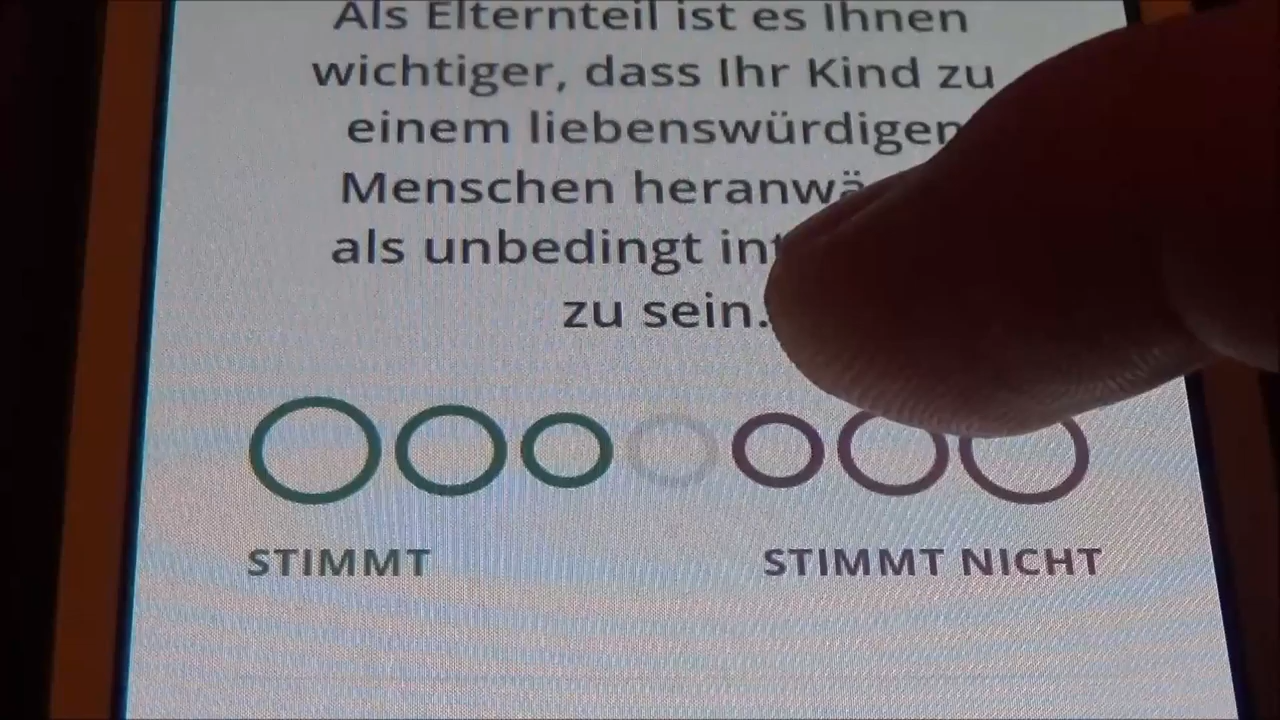 Als Elternteil ist es Ihnen
wichtiger, dass Ihr Kind zu
einem liebenswürdigen
Menschen
als unbedingt
zu sein.
STIMMT
STIMMT NICHT